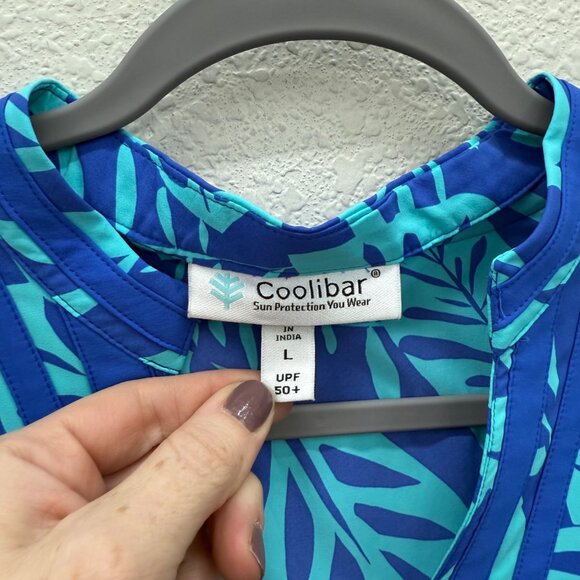 Coolibar®
Sun Protection You Wear
IN
INDIA
L
UPF
50+